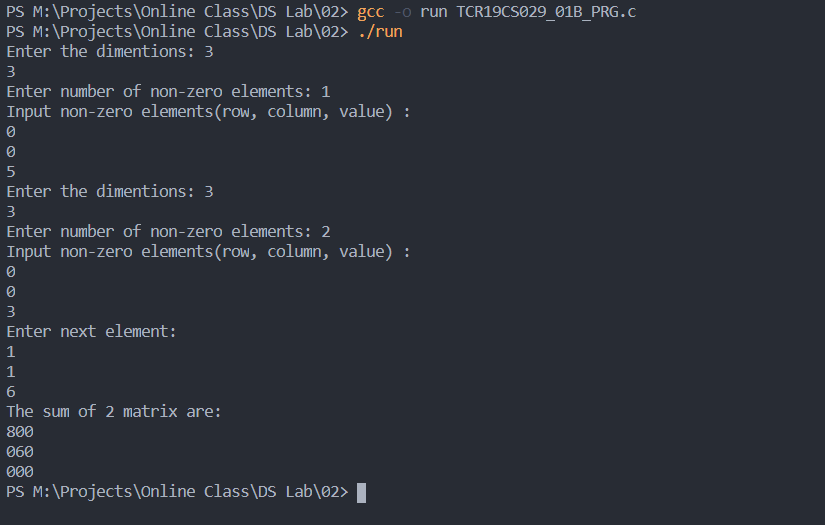 PS M:\Projects\Online Class\DS Lab\02> gcc -o run TCR19CS029_01B_PRG.c
PS M:\Projects\Online Class\DS Lab\02> ./run
Enter the dimentions: 3
3
Enter number of non-zero elements: 1
Input non-zero elements(row, column, value) :
0
0
5
Enter the dimentions: 3
3
Enter number of non-zero elements: 2
Input non-zero elements(row, column, value) :
0
0
3
Enter next element:
1
1
6
The sum of 2 matrix are:
800
060
000
PS M:\Projects\Online Class\DS Lab\02>